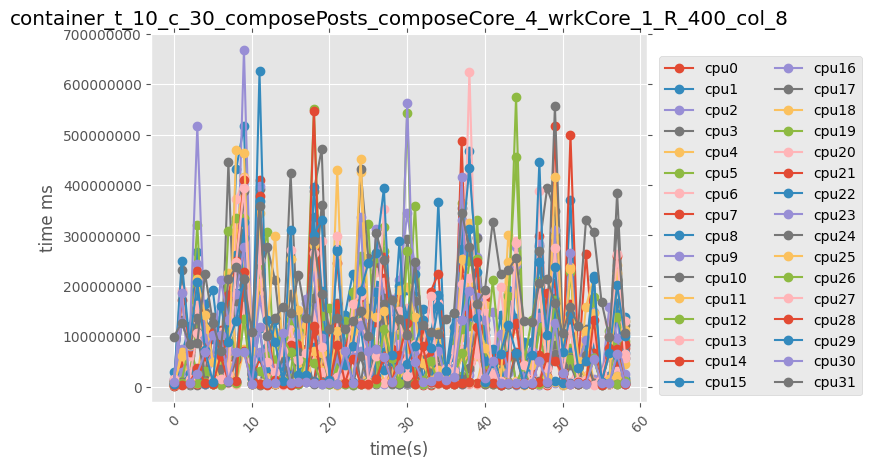 container_t_10_c_30_composePosts_composeCore_4_wrkCore_1_R_400_col_8
700000000
600000000
500000000
400000000
300000000
200000000
100000000
0
time ms
0 10 20 30 40 50 60
time(s)
cpu0 cpu16
cpu1 cpu17
cpu2 cpu18
cpu3 cpu19
cpu4 cpu20
cpu5 cpu21
cpu6 cpu22
cpu7 cpu23
cpu8 cpu24
cpu9 cpu25
cpu10 cpu26
cpu11 cpu27
cpu12 cpu28
cpu13 cpu29
cpu14 cpu30
cpu15 cpu31